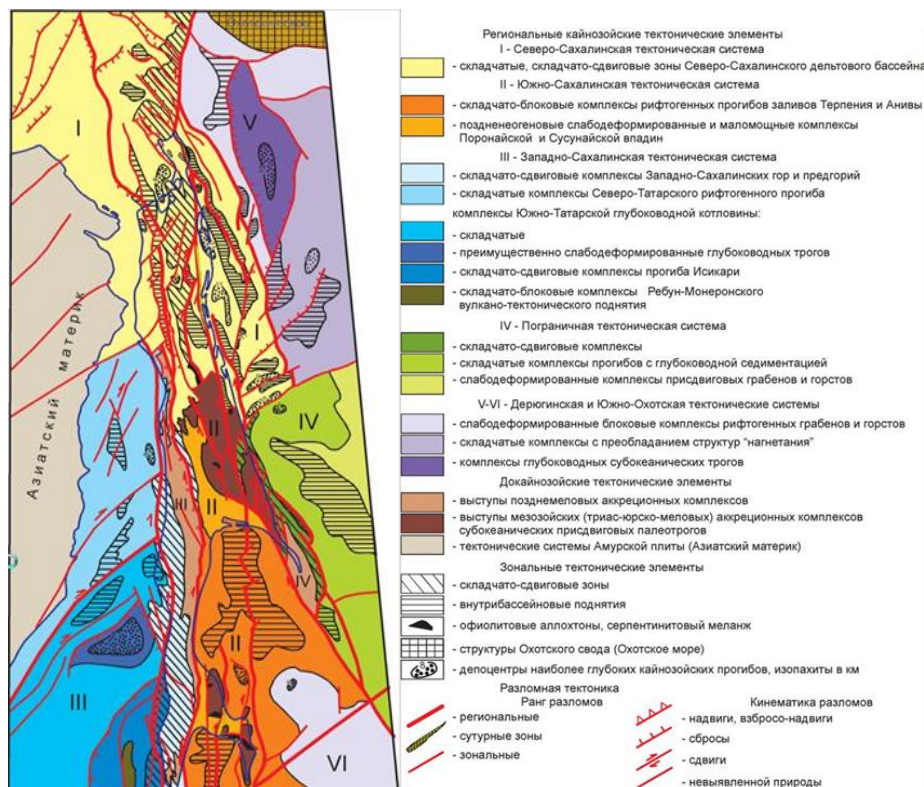 I
V
Азиатский материк
I
IV
II
II
III
IV
II
III
VI
Региональные кайнозойские тектонические элементы
I - Северо-Сахалинская тектоническая система
- складчатые, складчато-сдвиговые зоны Северо-Сахалинского дельтового бассейна
II - Южно-Сахалинская тектоническая система
- складчато-блоковые комплексы рифтогенных прогибов заливов Терпения и Анивы
- поздненеогеновые слабодеформированные и маломощные комплексы
Поронайской и Сусунайской впадин
III - Западно-Сахалинская тектоническая система
- складчато-сдвиговые комплексы Западно-Сахалинских гор и предгорий
- складчатые комплексы Северо-Татарского рифтогенного прогиба
комплексы Южно-Татарской глубоководной котловины:
- складчатые
- преимущественно слабодеформированные глубоководных трогов
- складчато-сдвиговые комплексы прогиба Исикари
- складчато-блоковые комплексы Ребун-Монеронского
вулкано-тектонического поднятия
IV - Пограничная тектоническая система
- складчато-сдвиговые комплексы
- складчатые комплексы прогибов с глубоководной седиментацией
- слабодеформированные комплексы присдвиговых грабенов и горстов
V-VI - Дерюгинская и Южно-Охотская тектонические системы
- слабодеформированные блоковые комплексы рифтогенных грабенов и горстов
- складчатые комплексы с преобладанием структур "нагнетания"
- комплексы глубоководных субокеанических трогов
Докайнозойские тектонические элементы
- выступы позднемеловых аккреционных комплексов
- выступы мезозойских (триас-юрско-меловых) аккреционных комплексов
субокеанических присдвиговых палеотрогов
- тектонические системы Амурской плиты (Азиатский материк)
Зональные тектонические элементы
- складчато-сдвиговые зоны
- внутрибассейновые поднятия
- офиолитовые аллохтоны, серпентинитовый меланж
- структуры Охотского свода (Охотское море)
- депоцентры наиболее глубоких кайнозойских прогибов, изопахиты в км
Разломная тектоника
Ранг разломов
- региональные
- сутурные зоны
- зональные
Кинематика разломов
- надвиги, взбросо-надвиги
- сбросы
- сдвиги
- невыявленной природы